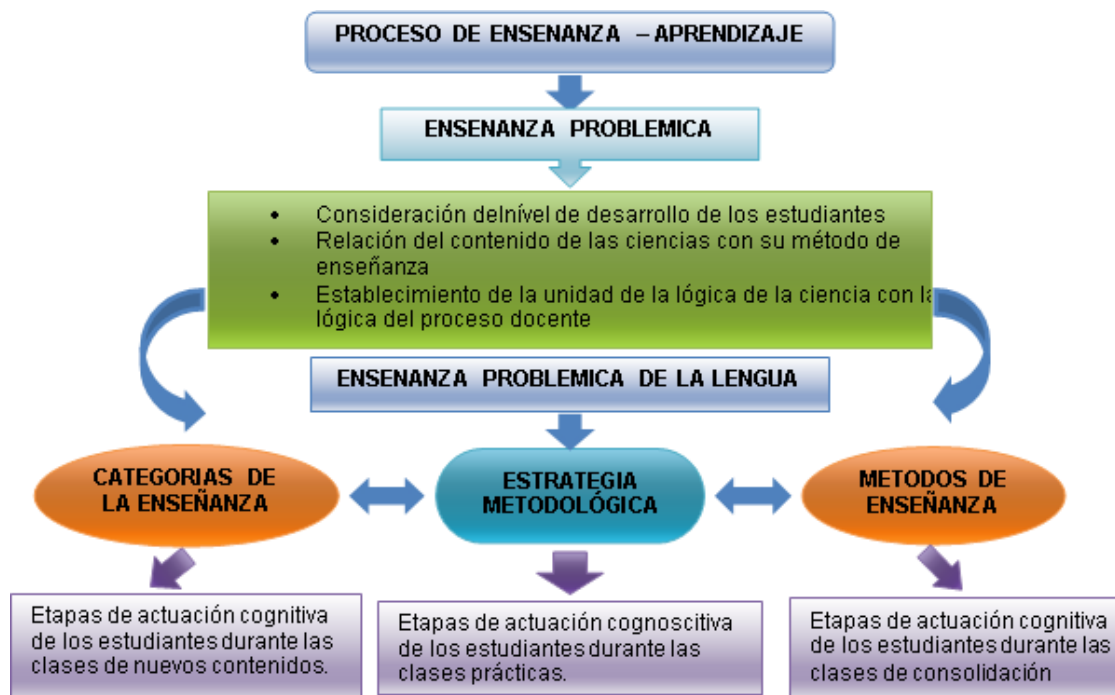 PROCESO DE ENSENANZA – APRENDIZAJE
ENSENANZA PROBLEMICA
• Consideración delnível de desarrollo de los estudiantes
• Relación del contenido de las ciencias con su método de
enseñanza
• Establecimiento de la unidad de la lógica de la ciencia con la
lógica del proceso docente
ENSENANZA PROBLEMICA DE LA LENGUA
CATEGORIAS DE
LA ENSEÑANZA
ESTRATEGIA
METODOLÓGICA
METODOS DE
ENSEÑANZA
Etapas de actuación cognitiva
de los estudiantes durante las
clases de nuevos contenidos.
Etapas de actuación cognoscitiva
de los estudiantes durante las
clases prácticas.
Etapas de actuación cognitiva
de los estudiantes durante las
clases de consolidación